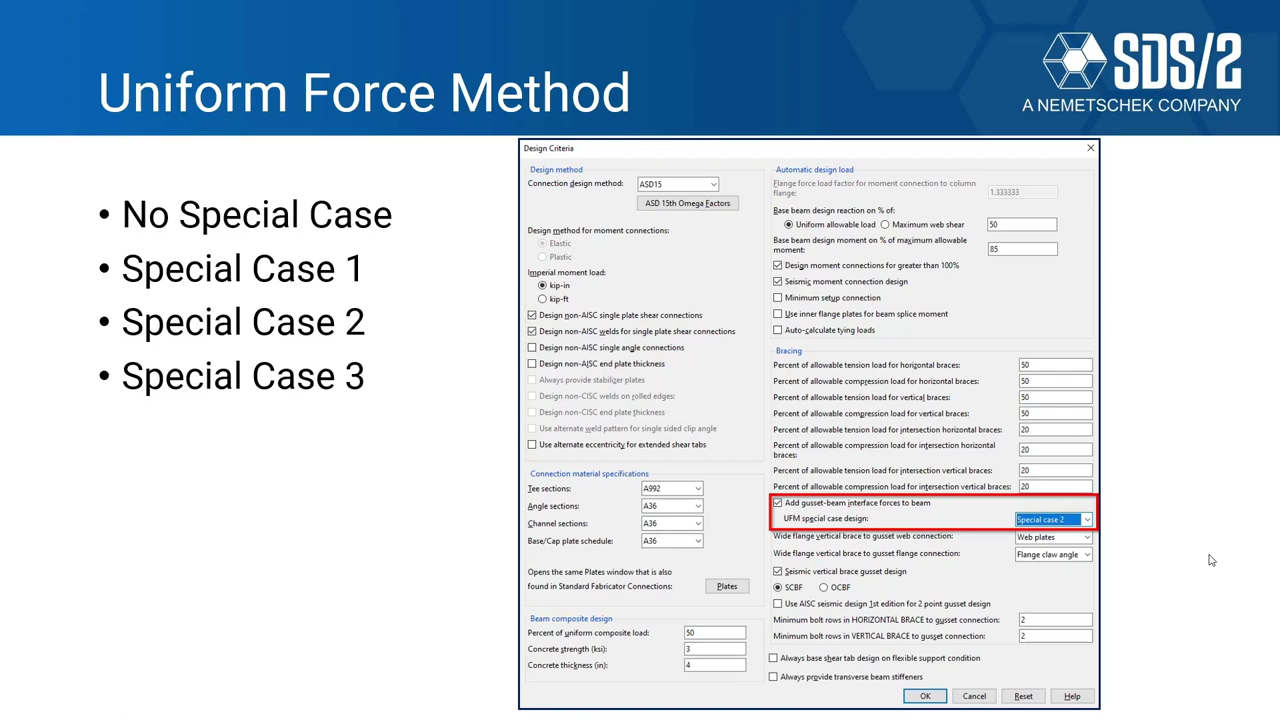 Uniform Force Method
SDS/2
A NEMETSCHEK COMPANY
• No Special Case
• Special Case 1
• Special Case 2
• Special Case 3
Design Criteria
Design method
Connection design method: ASD15
ASD 15th Omega Factors
Design method for moment connections:
Elastic
Plastic
Imperial moment load:
kip-in
kip-ft
Design non-AISC single plate shear connections
Design non-AISC welds for single plate shear connections
Design non-AISC single angle connections
Design non-AISC end plate thickness
Always provide stabilizer plates
Design non-CISC welds on rolled edges:
Design non-CISC end plate thickness
Use alternate weld pattern for single sided clip angle
Use alternate eccentricity for extended shear tabs
Connection material specifications
Tee sections: A992
Angle sections: A36
Channel sections: A36
Base/Cap plate schedule: A36
Opens the same Plates window that is also
found in Standard Fabricator Connections: Plates
Beam composite design
Percent of uniform composite load: 50
Concrete strength (ksi): 3
Concrete thickness (in): 4
Automatic design load
Flange force load factor for moment connection to column
flange: 1.333333
Base beam design reaction on % of:
Uniform allowable load Maximum web shear 50
Base beam design moment on % of maximum allowable
moment: 85
Design moment connections for greater than 100%
Seismic moment connection design
Minimum setup connection
Use inner flange plates for beam splice moment
Auto-calculate tying loads
Bracing
Percent of allowable tension load for horizontal braces: 50
Percent of allowable compression load for horizontal braces: 50
Percent of allowable tension load for vertical braces: 50
Percent of allowable compression load for vertical braces: 50
Percent of allowable tension load for intersection horizontal braces: 20
Percent of allowable compression load for intersection horizontal
braces: 20
Percent of allowable tension load for intersection vertical braces: 20
Percent of allowable compression load for intersection vertical braces: 20
Add gusset-beam interface forces to beam
UFM special case design: Special case 2
Wide flange vertical brace to gusset web connection: Web plates
Wide flange vertical brace to gusset flange connection: Flange claw angle
Seismic vertical brace gusset design
SCBF OCBF
Use AISC seismic design 1st edition for 2 point gusset design
Minimum bolt rows in HORIZONTAL BRACE to gusset connection: 2
Minimum bolt rows in VERTICAL BRACE to gusset connection: 2
Always base shear tab design on flexible support condition
Always provide transverse beam stiffeners
OK Cancel Reset Help